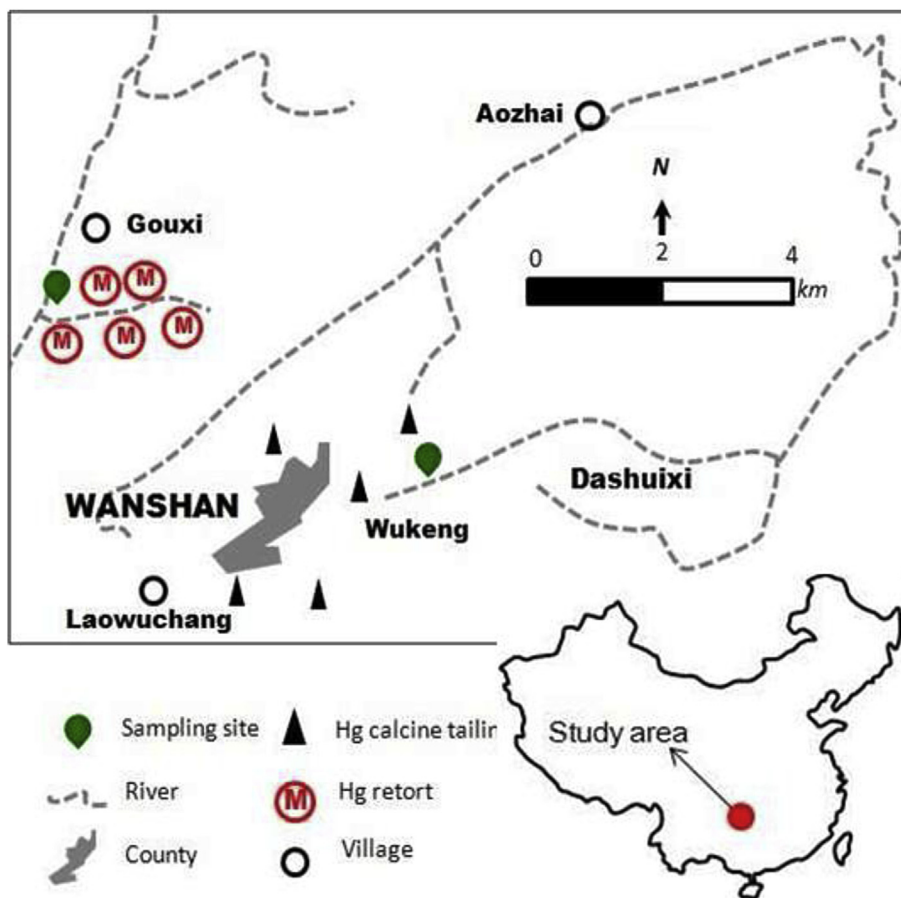 Aozhai
N
Gouxi
0 2 4
km
M M
M M M
Dashuixi
WANSHAN
Wukeng
Laowuchang
Sampling site
Hg calcine tailin
River
M
Hg retort
County
Village
Study area